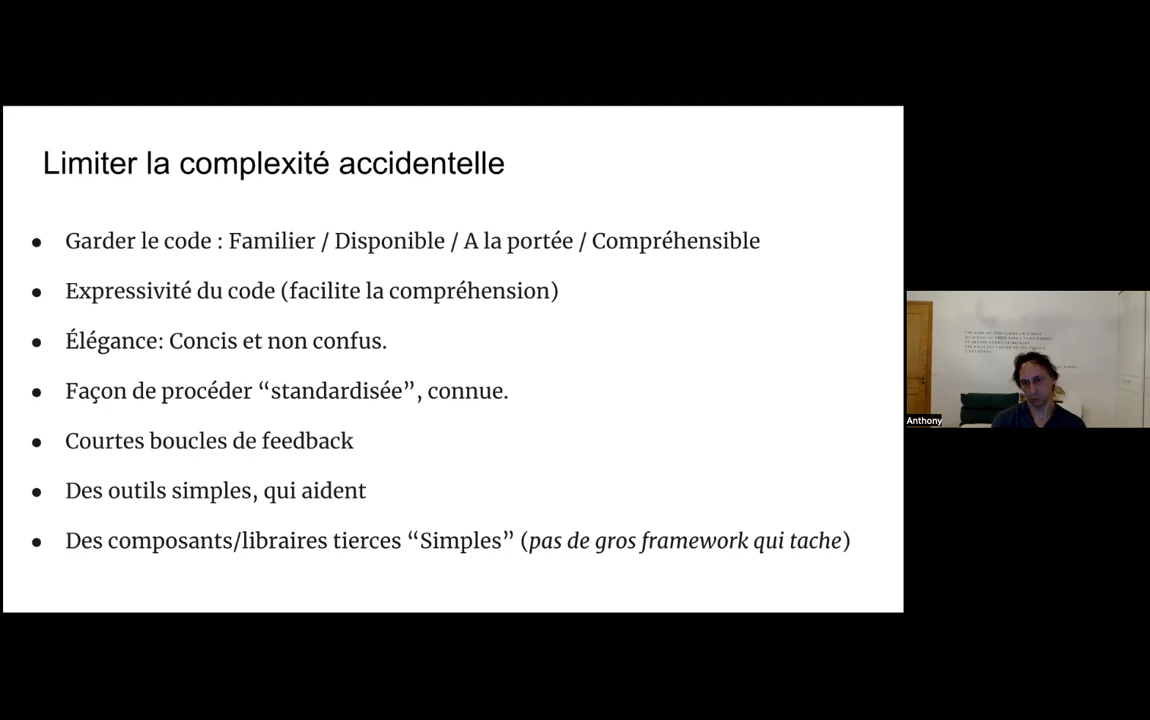 Limiter la complexité accidentelle
● Garder le code : Familier / Disponible / A la portée / Compréhensible
● Expressivité du code (facilite la compréhension)
● Élégance: Concis et non confus.
● Façon de procéder “standardisée”, connue.
● Courtes boucles de feedback
● Des outils simples, qui aident
● Des composants/libraires tierces “Simples” (pas de gros framework qui tache)
Anthony